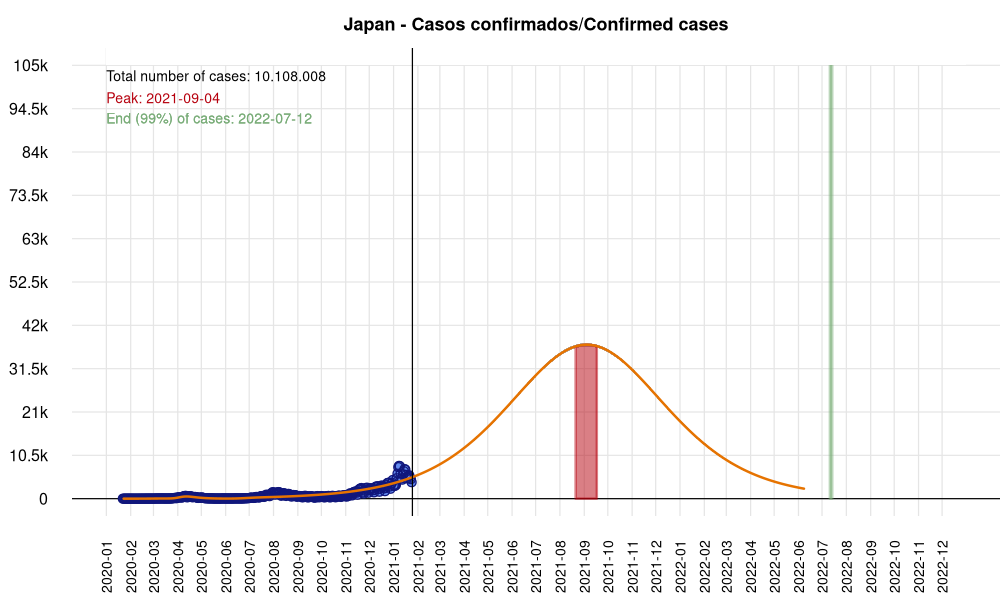 Japan - Casos confirmados/Confirmed cases
Total number of cases: 10.108.008
Peak: 2021-09-04
End (99%) of cases: 2022-07-12
105k
94.5k
84k
73.5k
63k
52.5k
42k
31.5k
21k
10.5k
0
2020-01
2020-02
2020-03
2020-04
2020-05
2020-06
2020-07
2020-08
2020-09
2020-10
2020-11
2020-12
2021-01
2021-02
2021-03
2021-04
2021-05
2021-06
2021-07
2021-08
2021-09
2021-10
2021-11
2021-12
2022-01
2022-02
2022-03
2022-04
2022-05
2022-06
2022-07
2022-08
2022-09
2022-10
2022-11
2022-12